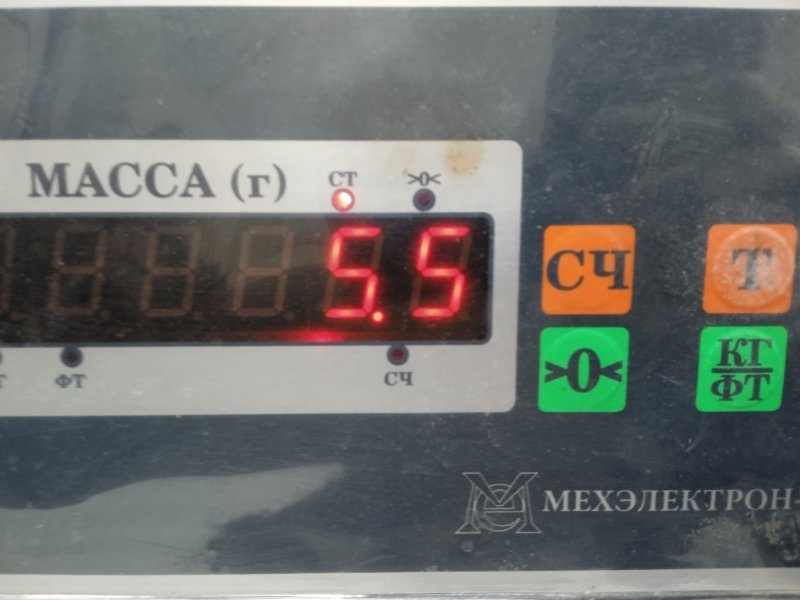 МАССА (г)
СТ >0<
5.5
ФТ СЧ
СЧ Т
>0< КГ
ФТ
МЕХЭЛЕКТРОН-